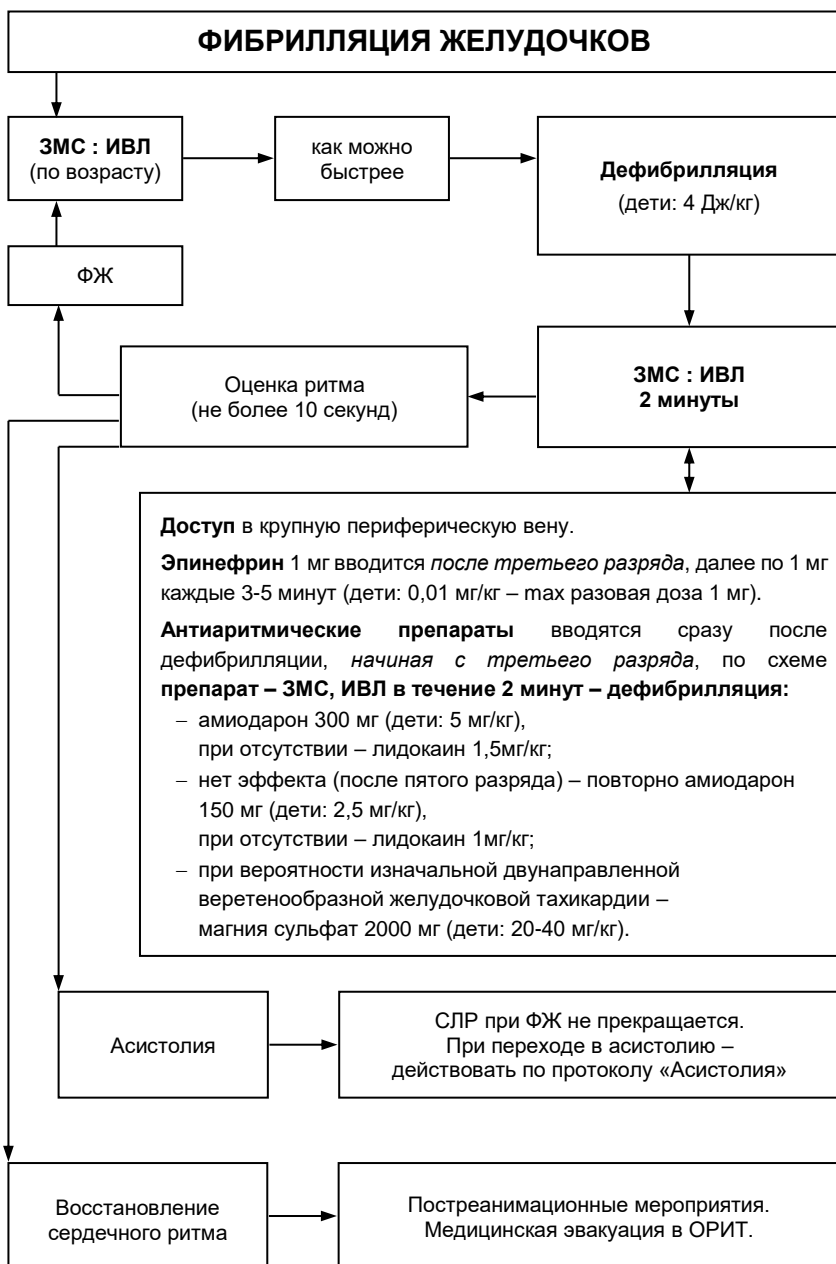 ФИБРИЛЛЯЦИЯ ЖЕЛУДОЧКОВ
ЗМС : ИВЛ
(по возрасту)
как можно
быстрее
Дефибрилляция
(дети: 4 Дж/кг)
ФЖ
Оценка ритма
(не более 10 секунд)
ЗМС : ИВЛ
2 минуты
Доступ в крупную периферическую вену.
Эпинефрин 1 мг вводится после третьего разряда, далее по 1 мг
каждые 3-5 минут (дети: 0,01 мг/кг – max разовая доза 1 мг).
Антиаритмические препараты вводятся сразу после
дефибрилляции, начиная с третьего разряда, по схеме
препарат – ЗМС, ИВЛ в течение 2 минут – дефибрилляция:
– амиодарон 300 мг (дети: 5 мг/кг),
при отсутствии – лидокаин 1,5мг/кг;
– нет эффекта (после пятого разряда) – повторно амиодарон
150 мг (дети: 2,5 мг/кг),
при отсутствии – лидокаин 1мг/кг;
– при вероятности изначальной двунаправленной
веретенообразной желудочковой тахикардии –
магния сульфат 2000 мг (дети: 20-40 мг/кг).
Асистолия
СЛР при ФЖ не прекращается.
При переходе в асистолию –
действовать по протоколу «Асистолия»
Восстановление
сердечного ритма
Постреанимационные мероприятия.
Медицинская эвакуация в ОРИТ.